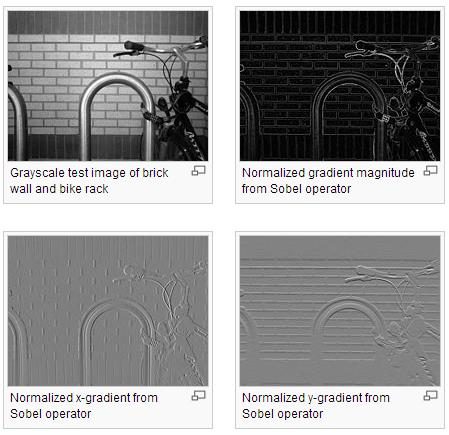 Grayscale test image of brick
wall and bike rack
Normalized gradient magnitude
from Sobel operator
Normalized x-gradient from
Sobel operator
Normalized y-gradient from
Sobel operator